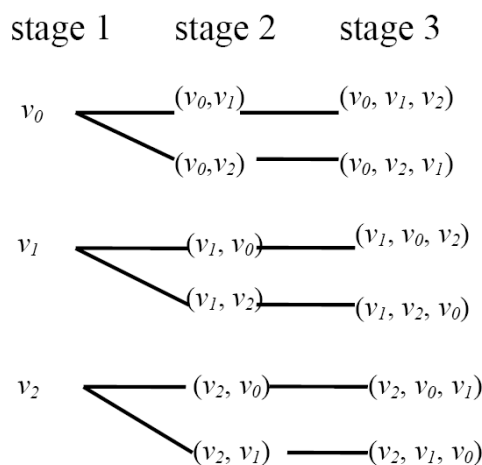 stage 1 stage 2 stage 3
v₀ (v₀,v₁) (v₀, v₁, v₂)
(v₀,v₂) (v₀, v₂, v₁)
v₁ (v₁, v₀) (v₁, v₀, v₂)
(v₁, v₂) (v₁, v₂, v₀)
v₂ (v₂, v₀) (v₂, v₀, v₁)
(v₂, v₁) (v₂, v₁, v₀)